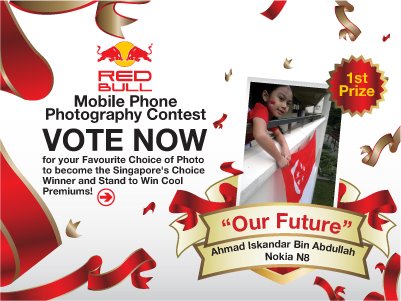 RED
BULL
Mobile Phone
Photography Contest
VOTE NOW
for your Favourite Choice of Photo
to become the Singapore's Choice
Winner and Stand to Win Cool
Premiums!
1st
Prize
“Our Future”
Ahmad Iskandar Bin Abdullah
Nokia N8